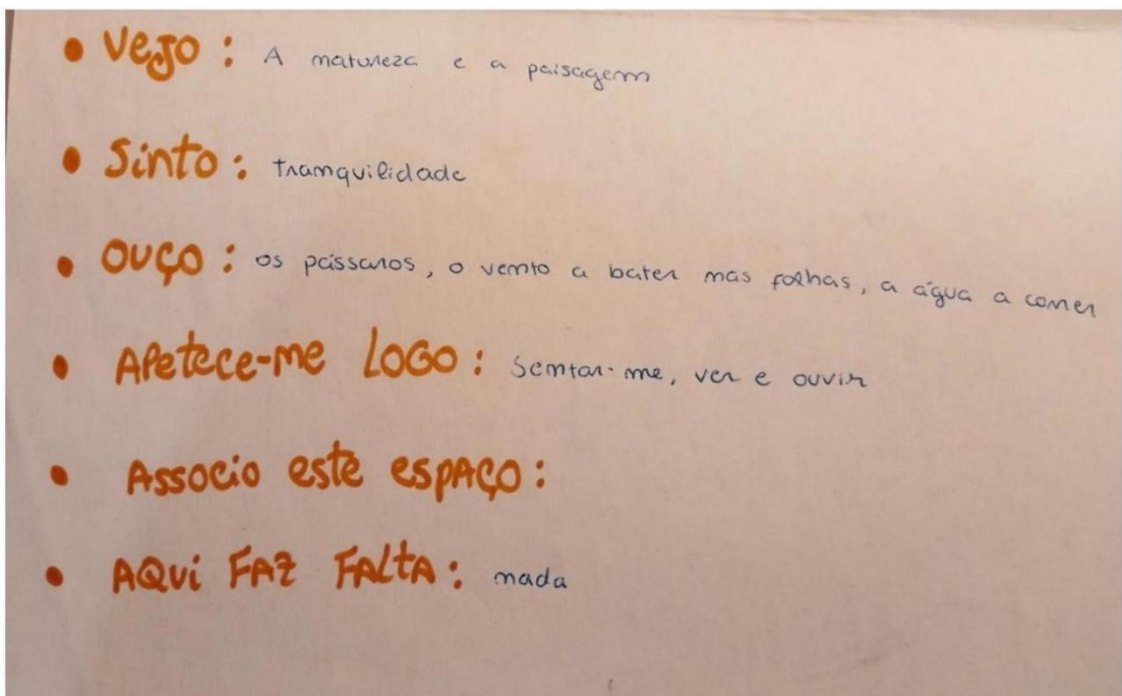 • VEJO : A natureza e a paisagem
• Sinto : tranquilidade
• OUÇO : os pássaros, o vento a bater nas folhas, a água a correr
• APetece-me LOGO : Sentar-me, ver e ouvir
• ASSOCio este esPAÇO :
• AQUi FAZ FALtA : nada